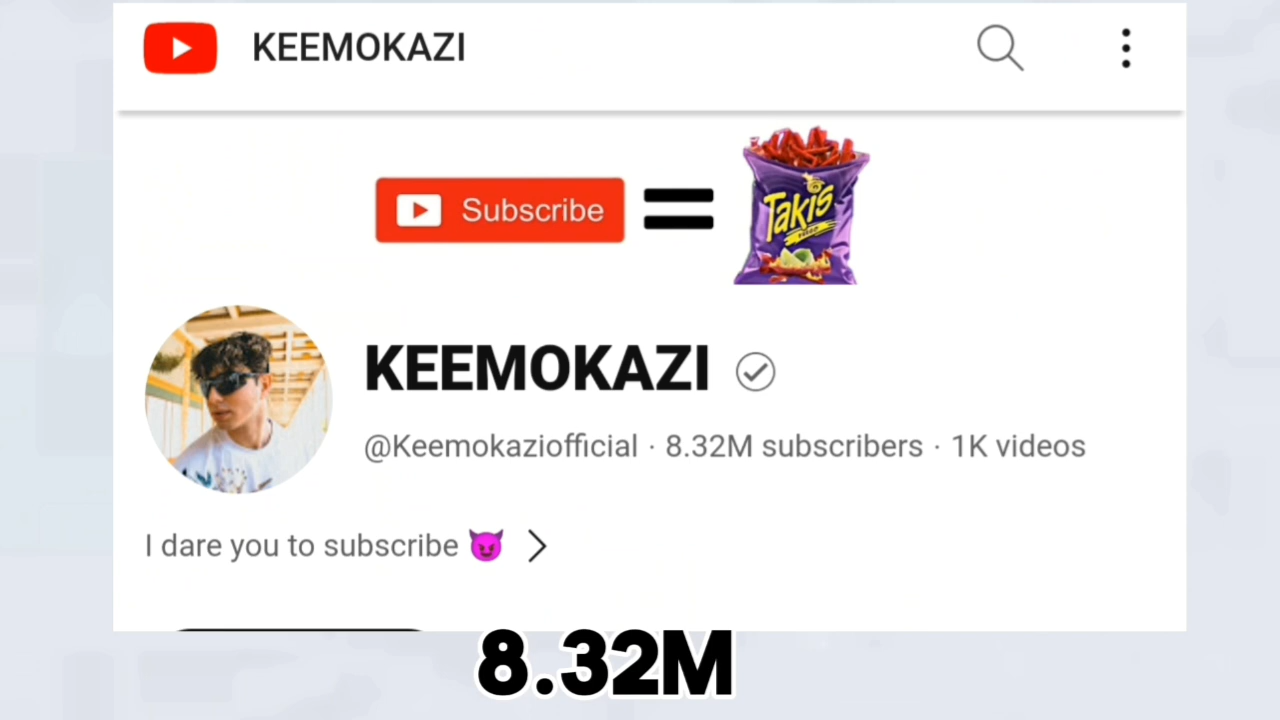 KEEMOKAZI
Subscribe
Takis
KEEMOKAZI
@Keemokaziofficial · 8.32M subscribers · 1K videos
I dare you to subscribe 😈 >
8.32M